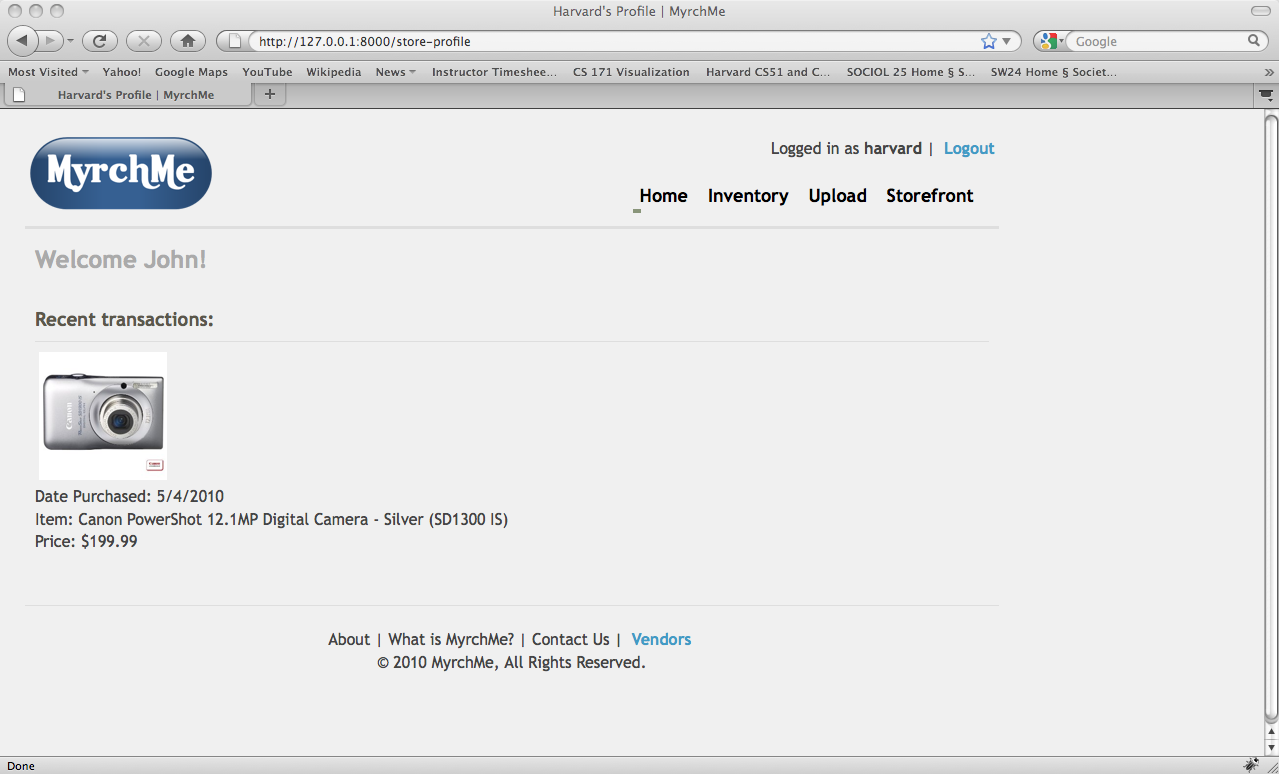 Harvard's Profile | MyrchMe
http://127.0.0.1:8000/store-profile
Google
Most Visited Yahoo! Google Maps YouTube Wikipedia News Instructor Timeshee... CS 171 Visualization Harvard CS51 and C... SOCIOL 25 Home § S... SW24 Home § Societ...
Harvard's Profile | MyrchMe
MyrchMe
Logged in as harvard | Logout
Home Inventory Upload Storefront
Welcome John!
Recent transactions:
Canon
Date Purchased: 5/4/2010
Item: Canon PowerShot 12.1MP Digital Camera - Silver (SD1300 IS)
Price: $199.99
About | What is MyrchMe? | Contact Us | Vendors
© 2010 MyrchMe, All Rights Reserved.
Done